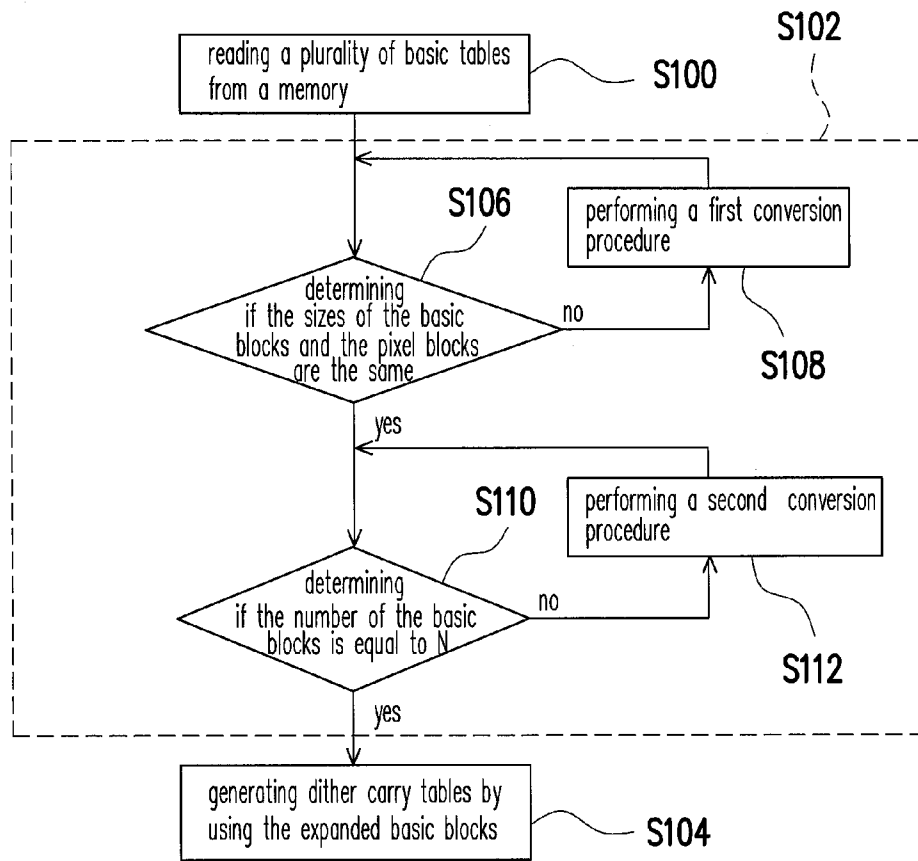 S102
reading a plurality of basic tables
from a memory
S100
S106
performing a first conversion
procedure
determining
if the sizes of the basic
blocks and the pixel blocks
are the same
no
S108
yes
S110
performing a second conversion
procedure
determining
if the number of the basic
blocks is equal to N
no
S112
yes
generating dither carry tables by
using the expanded basic blocks
S104